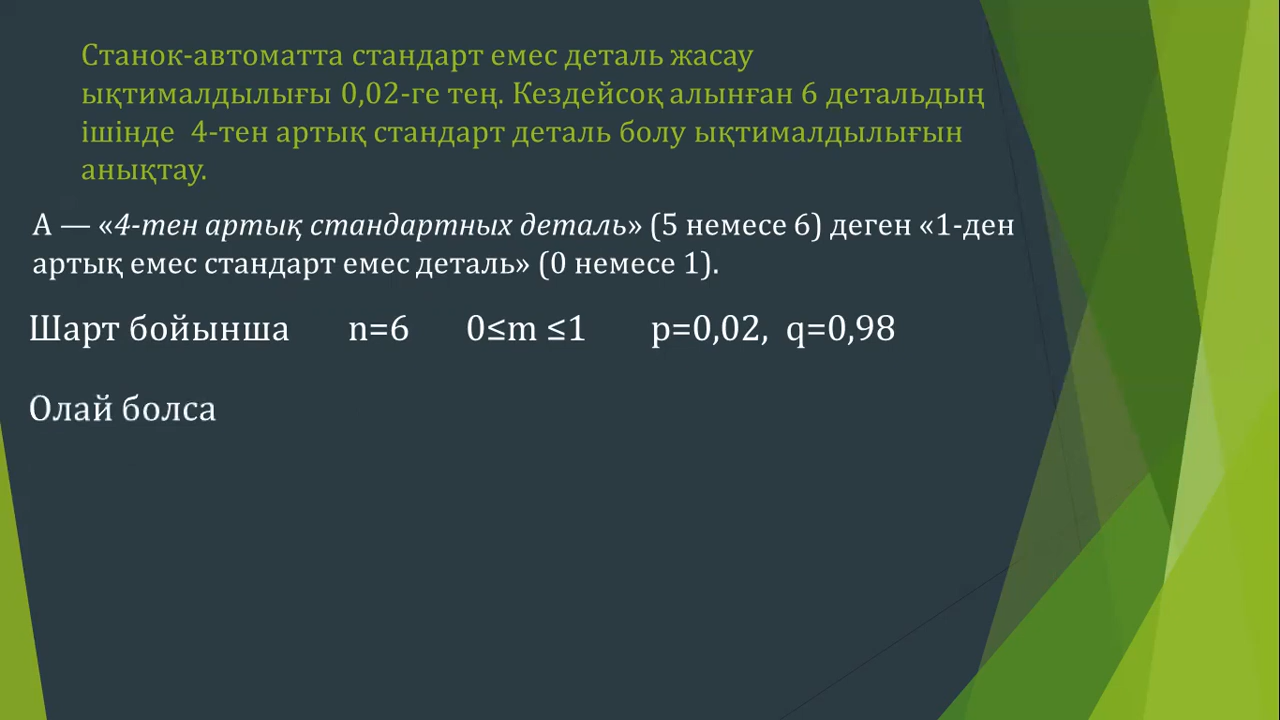 Станок-автоматта стандарт емес деталь жасау
ықтималдылығы 0,02-ге тең. Кездейсоқ алынған 6 детальдың
ішінде 4-тен артық стандарт деталь болу ықтималдылығын
анықтау.
А — «4-тен артық стандартных деталь» (5 немесе 6) деген «1-ден
артық емес стандарт емес деталь» (0 немесе 1).
Шарт бойынша n=6 0≤m ≤1 p=0,02, q=0,98
Олай болса